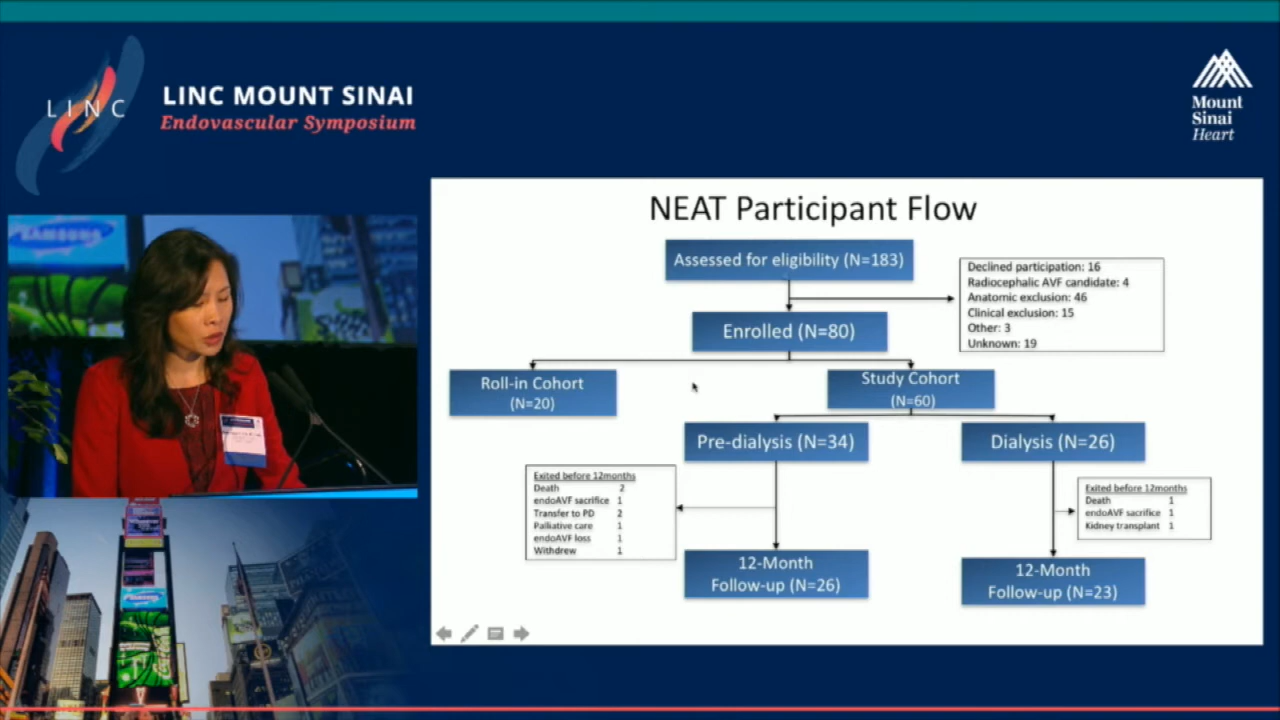 LINC
LINC MOUNT SINAI
Endovascular Symposium
Mount
Sinai
Heart
SAMSUNG
NEAT Participant Flow
Assessed for eligibility (N=183)
Declined participation: 16
Radiocephalic AVF candidate: 4
Anatomic exclusion: 46
Clinical exclusion: 15
Other: 3
Unknown: 19
Enrolled (N=80)
Roll-in Cohort
(N=20)
Study Cohort
(N=60)
Pre-dialysis (N=34)
Dialysis (N=26)
Exited before 12months
Death 2
endoAVF sacrifice 1
Transfer to PD 2
Palliative care 1
endoAVF loss 1
Withdrew 1
Exited before 12months
Death 1
endoAVF sacrifice 1
Kidney transplant 1
12-Month
Follow-up (N=26)
12-Month
Follow-up (N=23)